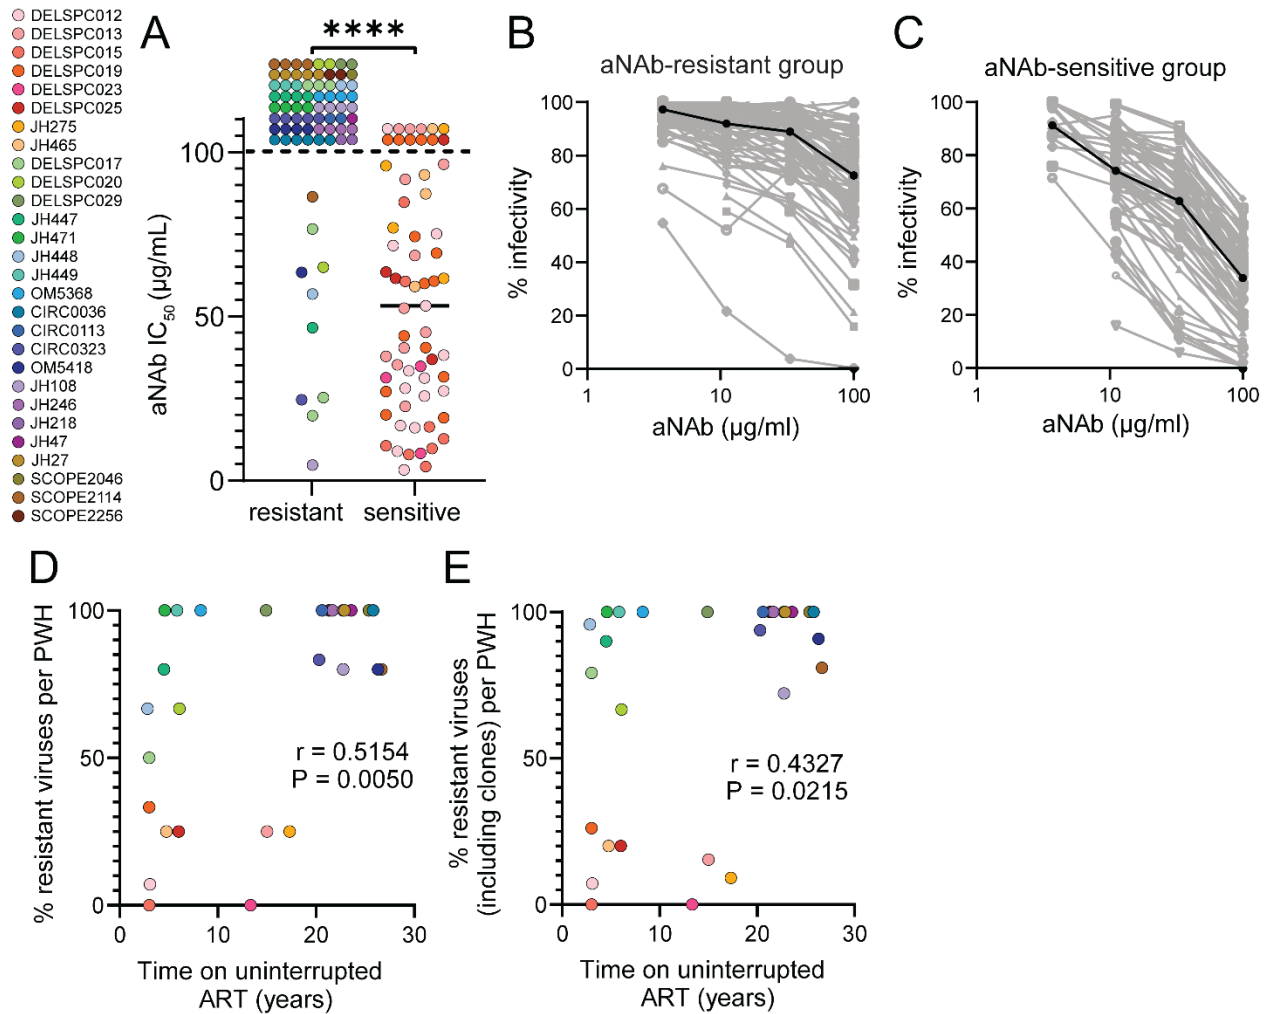 DELSPC012
DELSPC013
DELSPC015
DELSPC019
DELSPC023
DELSPC025
JH275
JH465
DELSPC017
DELSPC020
DELSPC029
JH447
JH471
JH448
JH449
OM5368
CIRC0036
CIRC0113
CIRC0323
OM5418
JH108
JH246
JH218
JH47
JH27
SCOPE2046
SCOPE2114
SCOPE2256
A
****
aNAb IC50 (µg/mL)
100
50
0
resistant
sensitive
B
aNAb-resistant group
% infectivity
100
80
60
40
20
0
1
10
100
aNAb (µg/ml)
C
aNAb-sensitive group
% infectivity
100
80
60
40
20
0
1
10
100
aNAb (µg/ml)
D
% resistant viruses per PWH
100
50
0
r = 0.5154
P = 0.0050
0
10
20
30
Time on uninterrupted
ART (years)
E
% resistant viruses
(including clones) per PWH
100
50
0
r = 0.4327
P = 0.0215
0
10
20
30
Time on uninterrupted
ART (years)